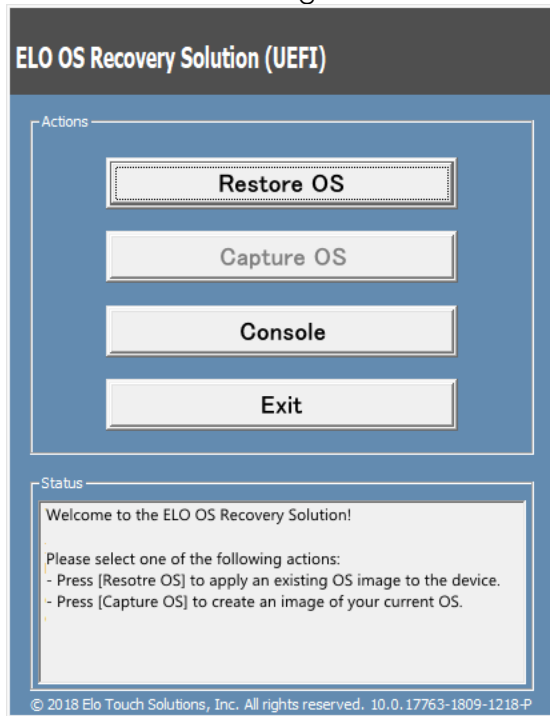 ELO OS Recovery Solution (UEFI)
Actions
Restore OS
Capture OS
Console
Exit
Status
Welcome to the ELO OS Recovery Solution!
Please select one of the following actions:
- Press [Resotre OS] to apply an existing OS image to the device.
- Press [Capture OS] to create an image of your current OS.
© 2018 Elo Touch Solutions, Inc. All rights reserved. 10.0.17763-1809-1218-P